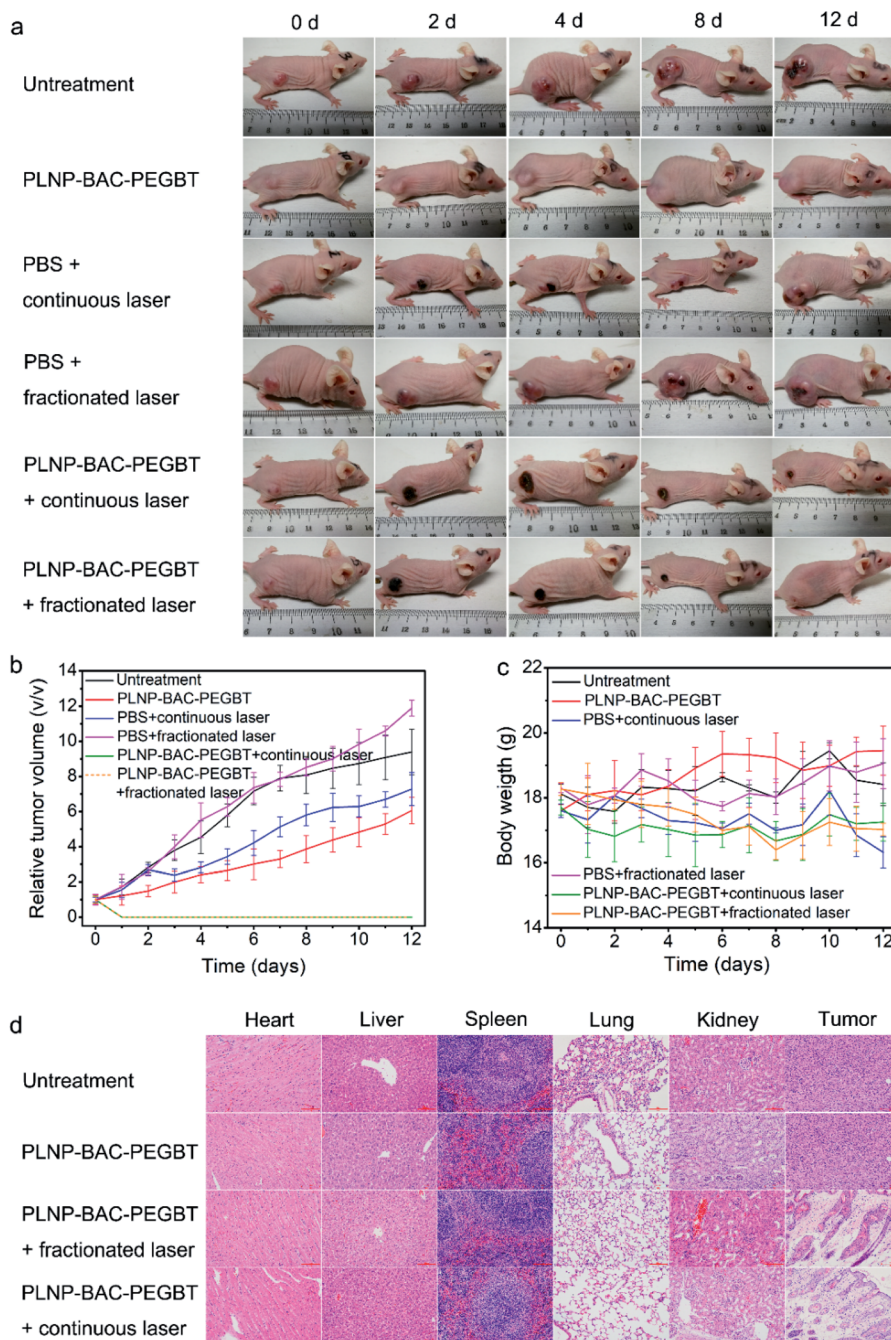 a
0 d 2 d 4 d 8 d 12 d
Untreatment
PLNP-BAC-PEGBT
PBS +
continuous laser
PBS +
fractionated laser
PLNP-BAC-PEGBT
+ continuous laser
PLNP-BAC-PEGBT
+ fractionated laser
b
Relative tumor volume (v/v)
14
12
10
8
6
4
2
0
Untreatment
PLNP-BAC-PEGBT
PBS+continuous laser
PBS+fractionated laser
PLNP-BAC-PEGBT+continuous laser
PLNP-BAC-PEGBT
+fractionated laser
0 2 4 6 8 10 12
Time (days)
c
Body weigth (g)
22
20
18
16
14
Untreatment
PLNP-BAC-PEGBT
PBS+continuous laser
PBS+fractionated laser
PLNP-BAC-PEGBT+continuous laser
PLNP-BAC-PEGBT+fractionated laser
0 2 4 6 8 10 12
Time (days)
d
Heart Liver Spleen Lung Kidney Tumor
Untreatment
PLNP-BAC-PEGBT
PLNP-BAC-PEGBT
+ fractionated laser
PLNP-BAC-PEGBT
+ continuous laser